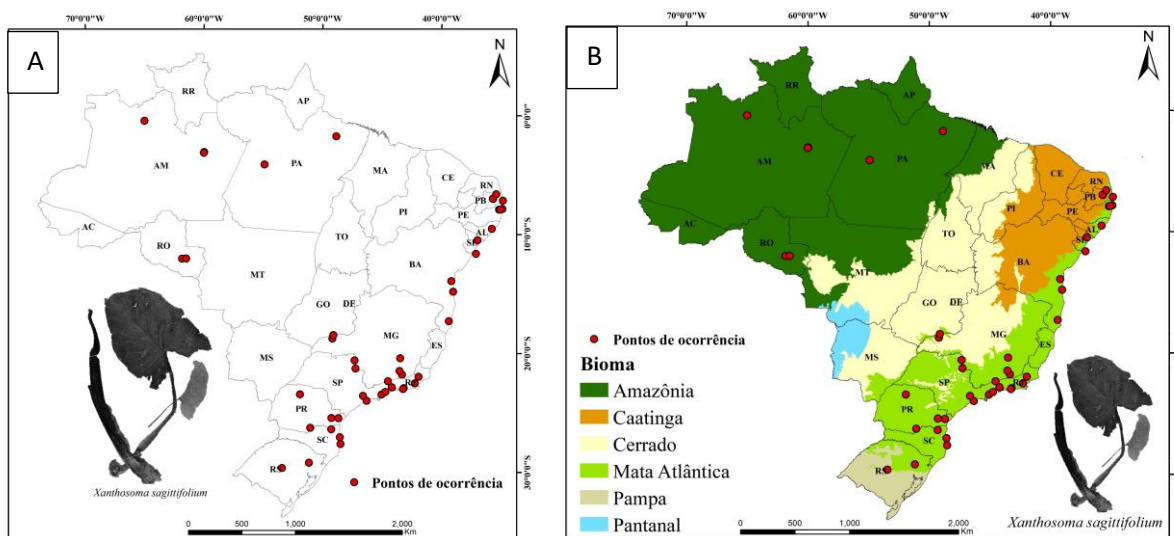 A
70°0'0"W
60°0'0"W
50°0'0"W
40°0'0"W
N
0°0'0"
10°0'0"S
20°0'0"S
30°0'0"S
RR
AP
AM
PA
MA
CE
RN
PB
PE
AL
SE
PI
AC
RO
TO
BA
MT
GO
DF
MG
ES
MS
SP
RJ
PR
SC
RS
Xanthosoma sagittifolium
Pontos de ocorrência
0 500 1,000 2,000
Km
B
70°0'0"W
60°0'0"W
50°0'0"W
40°0'0"W
N
RR
AP
AM
PA
MA
CE
RN
PB
PE
AL
SE
PI
AC
RO
TO
BA
MT
GO
DF
MG
ES
MS
SP
PR
SC
RS
Pontos de ocorrência
Bioma
Amazônia
Caatinga
Cerrado
Mata Atlântica
Pampa
Pantanal
Xanthosoma sagittifolium
0 500 1,000 2,000
Km